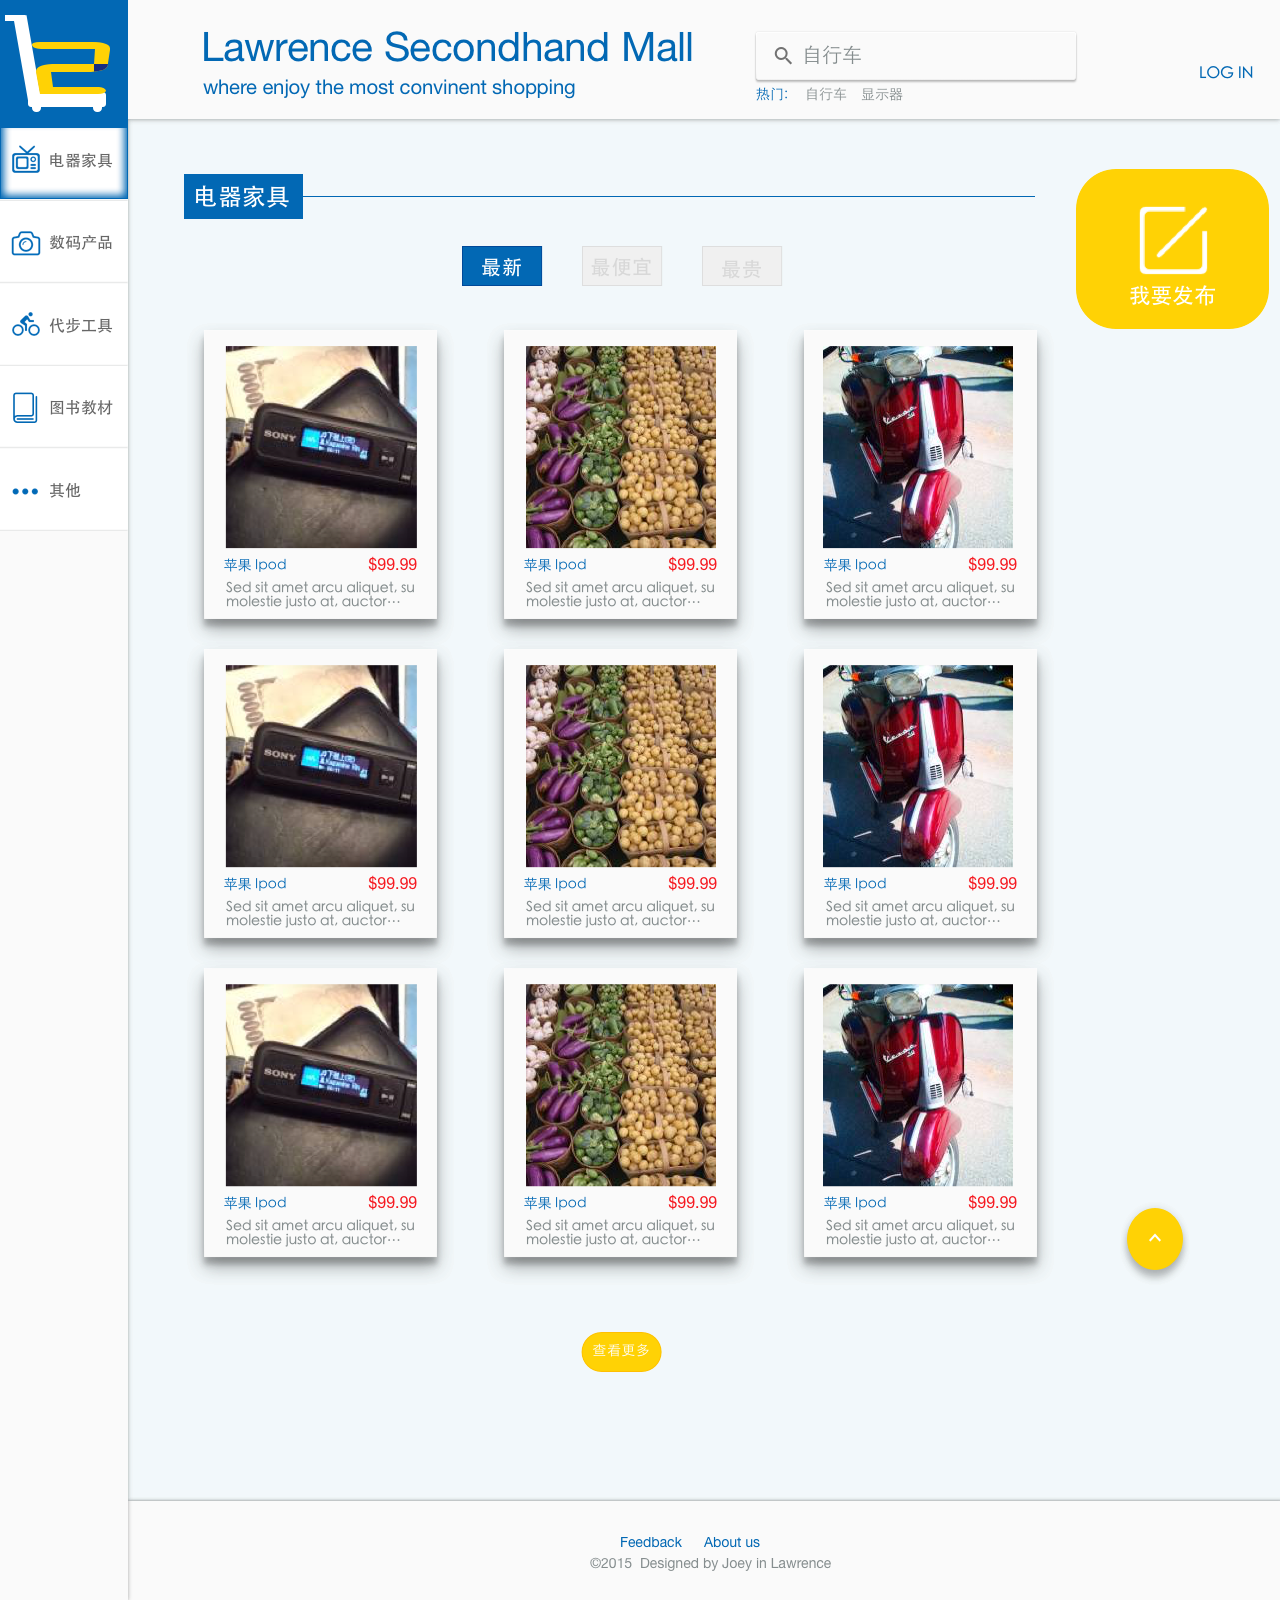 Lawrence Secondhand Mall
where enjoy the most convinent shopping
自行车
热门： 自行车 显示器
LOG IN
电器家具
数码产品
代步工具
图书教材
其他
电器家具
最新 最便宜 最贵
我要发布
SONY
Vespa
苹果 Ipod $99.99
Sed sit amet arcu aliquet, su
molestie justo at, auctor···
苹果 Ipod $99.99
Sed sit amet arcu aliquet, su
molestie justo at, auctor···
苹果 Ipod $99.99
Sed sit amet arcu aliquet, su
molestie justo at, auctor···
SONY
Vespa
苹果 Ipod $99.99
Sed sit amet arcu aliquet, su
molestie justo at, auctor···
苹果 Ipod $99.99
Sed sit amet arcu aliquet, su
molestie justo at, auctor···
苹果 Ipod $99.99
Sed sit amet arcu aliquet, su
molestie justo at, auctor···
SONY
Vespa
苹果 Ipod $99.99
Sed sit amet arcu aliquet, su
molestie justo at, auctor···
苹果 Ipod $99.99
Sed sit amet arcu aliquet, su
molestie justo at, auctor···
苹果 Ipod $99.99
Sed sit amet arcu aliquet, su
molestie justo at, auctor···
查看更多
Feedback About us
©2015 Designed by Joey in Lawrence